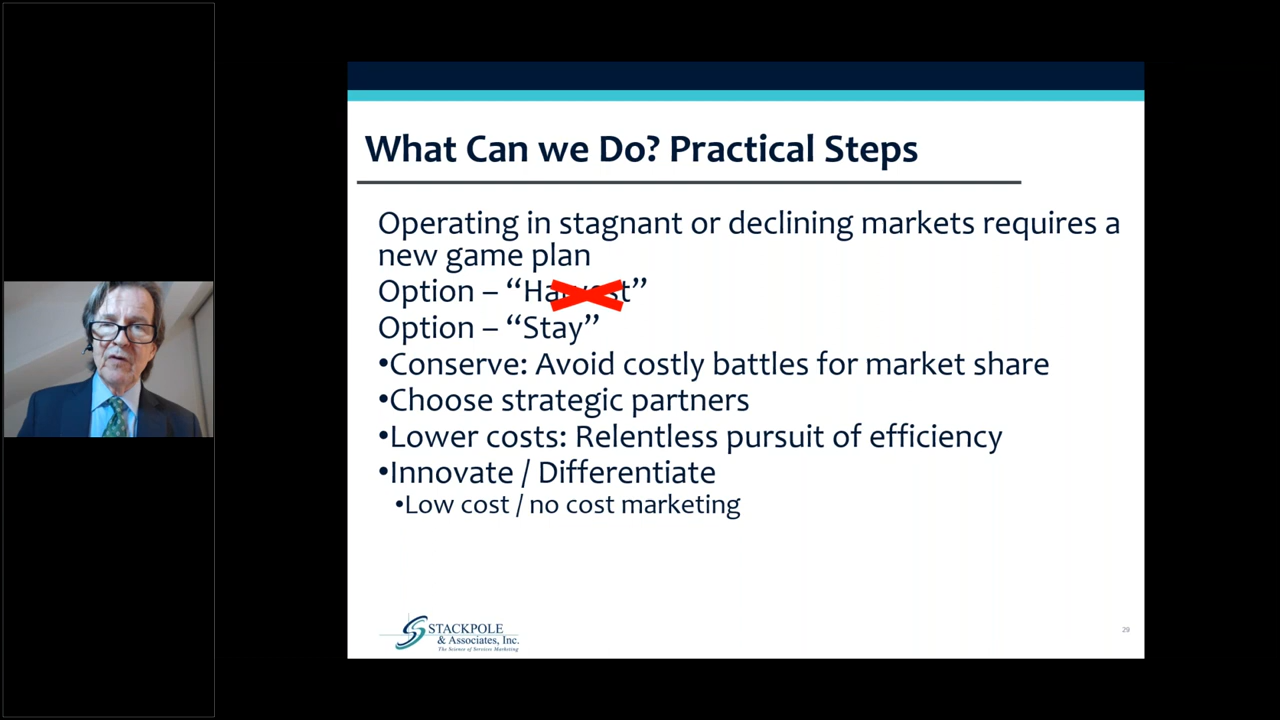 What Can we Do? Practical Steps
Operating in stagnant or declining markets requires a
new game plan
Option – “Harvest”
Option – “Stay”
•Conserve: Avoid costly battles for market share
•Choose strategic partners
•Lower costs: Relentless pursuit of efficiency
•Innovate / Differentiate
•Low cost / no cost marketing
STACKPOLE
& Associates, Inc.
The Science of Services Marketing
29